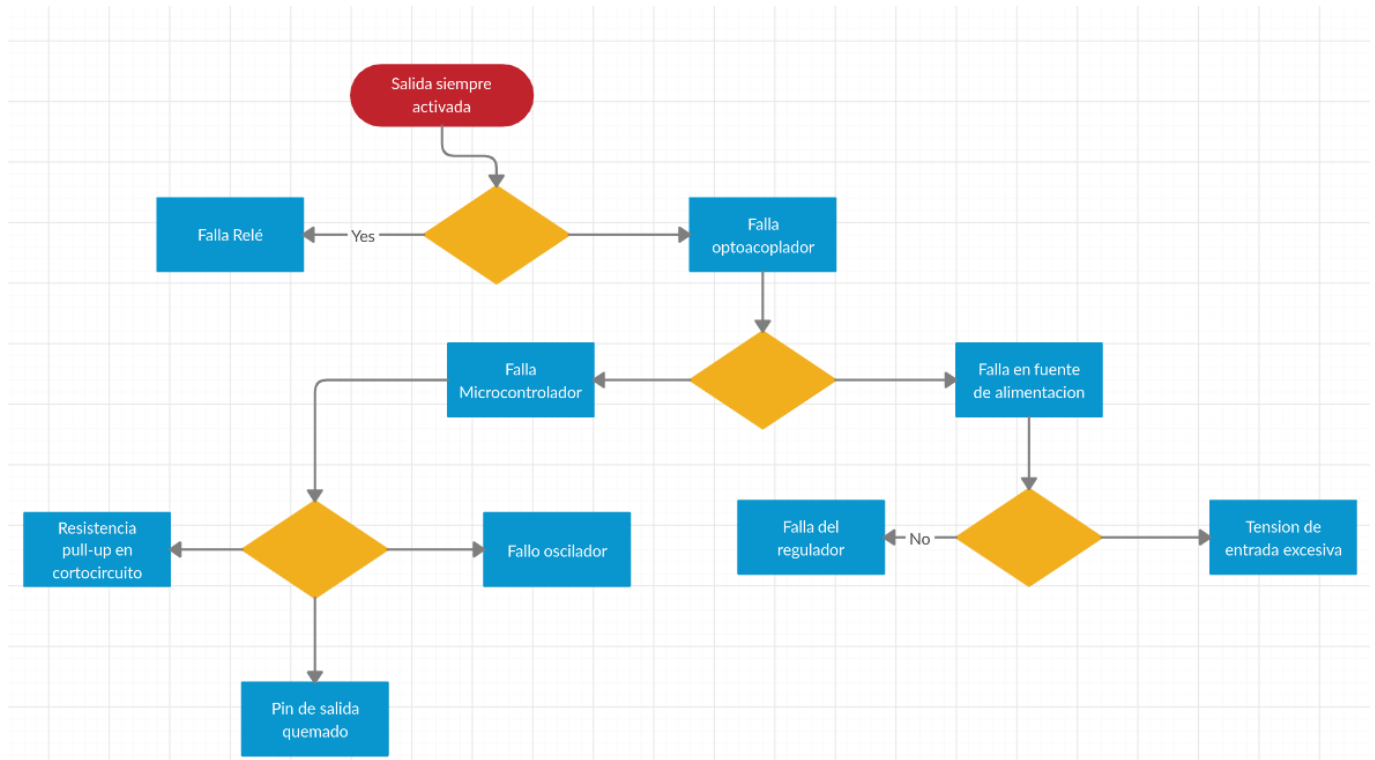 Salida siempre
activada
Yes
Falla Relé
Falla
optoacoplador
Falla
Microcontrolador
Falla en fuente
de alimentacion
Resistencia
pull-up en
cortocircuito
Fallo oscilador
Falla del
regulador
No
Tension de
entrada excesiva
Pin de salida
quemado